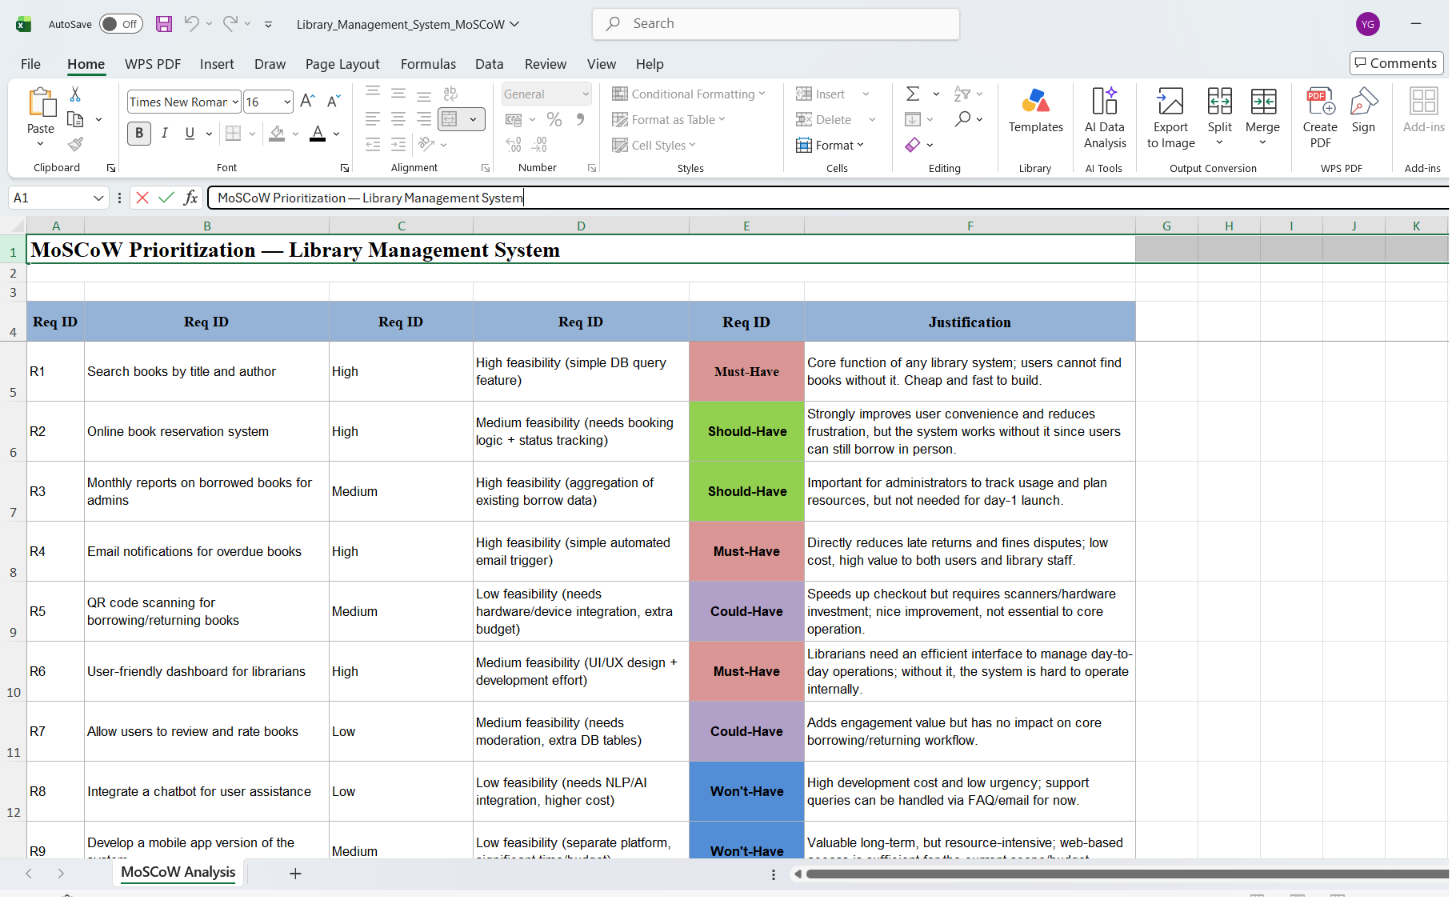 AutoSave Off Library_Management_System_MoSCoW Search YG
File Home WPS PDF Insert Draw Page Layout Formulas Data Review View Help Comments
Paste Times New Roman 16 A^ A˅ General Conditional Formatting Insert Σ Templates AI Data Analysis Export to Image Split Merge Create PDF Sign Add-ins
B I U A ab % 9 Format as Table Delete
Cell Styles Format
Clipboard Font Alignment Number Styles Cells Editing Library AI Tools Output Conversion WPS PDF Add-ins
A1 fx MoSCoW Prioritization — Library Management System
A B C D E F G H I J K
1 MoSCoW Prioritization — Library Management System
2
3
4 Req ID Req ID Req ID Req ID Req ID Justification
5 R1 Search books by title and author High High feasibility (simple DB query feature) Must-Have Core function of any library system; users cannot find books without it. Cheap and fast to build.
6 R2 Online book reservation system High Medium feasibility (needs booking logic + status tracking) Should-Have Strongly improves user convenience and reduces frustration, but the system works without it since users can still borrow in person.
7 R3 Monthly reports on borrowed books for admins Medium High feasibility (aggregation of existing borrow data) Should-Have Important for administrators to track usage and plan resources, but not needed for day-1 launch.
8 R4 Email notifications for overdue books High High feasibility (simple automated email trigger) Must-Have Directly reduces late returns and fines disputes; low cost, high value to both users and library staff.
9 R5 QR code scanning for borrowing/returning books Medium Low feasibility (needs hardware/device integration, extra budget) Could-Have Speeds up checkout but requires scanners/hardware investment; nice improvement, not essential to core operation.
10 R6 User-friendly dashboard for librarians High Medium feasibility (UI/UX design + development effort) Must-Have Librarians need an efficient interface to manage day-to-day operations; without it, the system is hard to operate internally.
11 R7 Allow users to review and rate books Low Medium feasibility (needs moderation, extra DB tables) Could-Have Adds engagement value but has no impact on core borrowing/returning workflow.
12 R8 Integrate a chatbot for user assistance Low Low feasibility (needs NLP/AI integration, higher cost) Won't-Have High development cost and low urgency; support queries can be handled via FAQ/email for now.
R9 Develop a mobile app version of the Medium Low feasibility (separate platform, Won't-Have Valuable long-term, but resource-intensive; web-based
MoSCoW Analysis